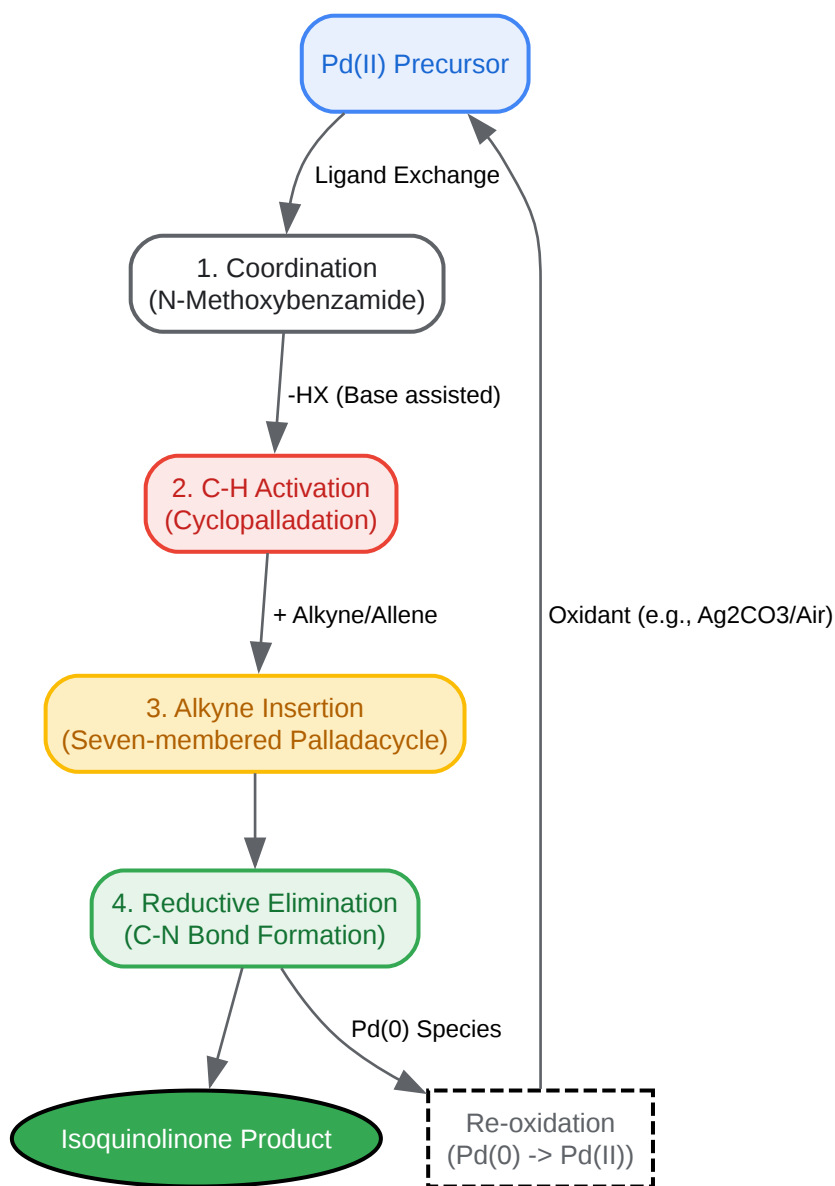 Pd(II) Precursor
Ligand Exchange
1. Coordination
(N-Methoxybenzamide)
-HX (Base assisted)
2. C-H Activation
(Cyclopalladation)
+ Alkyne/Allene
Oxidant (e.g., Ag2CO3/Air)
3. Alkyne Insertion
(Seven-membered Palladacycle)
4. Reductive Elimination
(C-N Bond Formation)
Pd(0) Species
Isoquinolinone Product
Re-oxidation
(Pd(0) -> Pd(II))